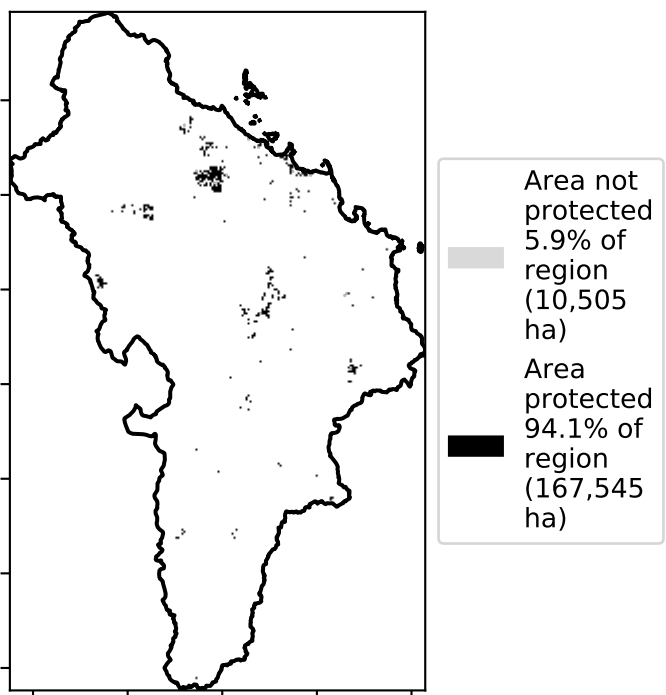 Area not
protected
5.9% of
region
(10,505
ha)
Area
protected
94.1% of
region
(167,545
ha)